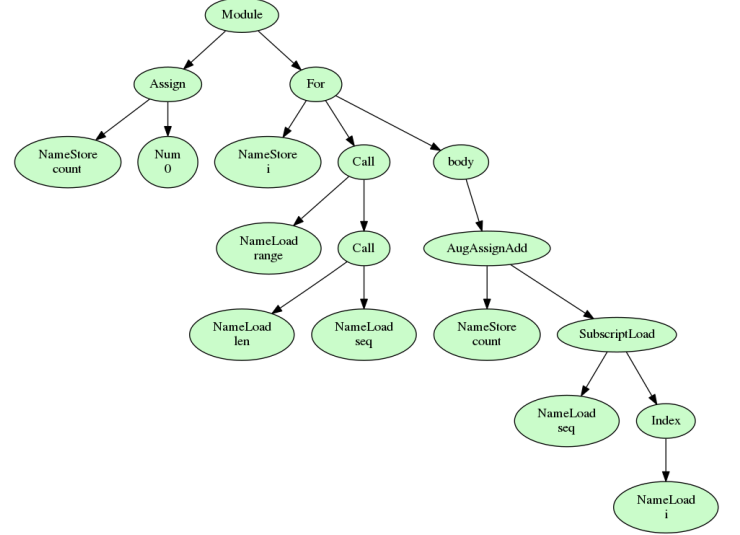 Module
Assign
For
NameStore
count
Num
0
NameStore
i
Call
body
NameLoad
range
Call
AugAssignAdd
NameLoad
len
NameLoad
seq
NameStore
count
SubscriptLoad
NameLoad
seq
Index
NameLoad
i